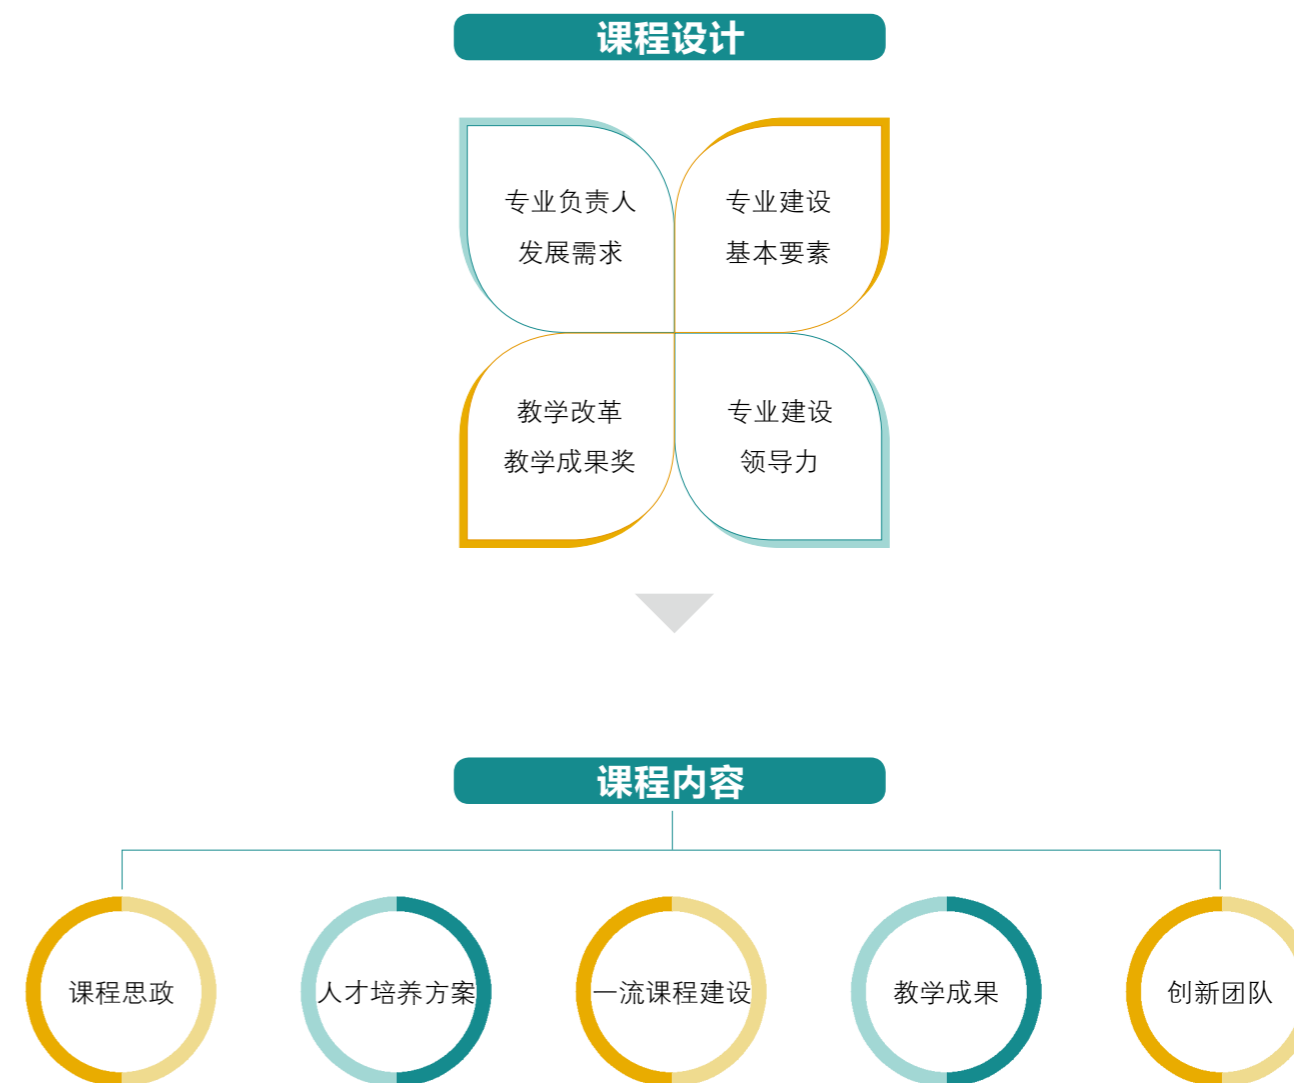 课程设计
专业负责人
发展需求
专业建设
基本要素
教学改革
教学成果奖
专业建设
领导力
课程内容
课程思政
人才培养方案
一流课程建设
教学成果
创新团队